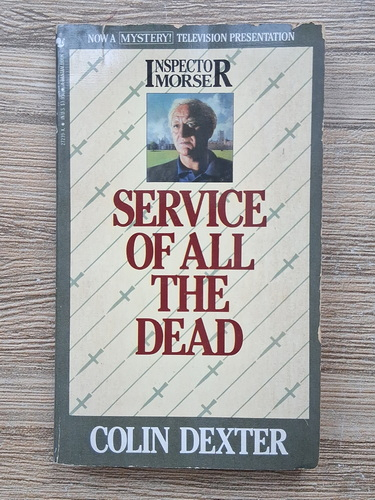 NOW A MYSTERY! TELEVISION PRESENTATION
INSPECTOR
MORSE
SERVICE
OF ALL
THE
DEAD
COLIN DEXTER